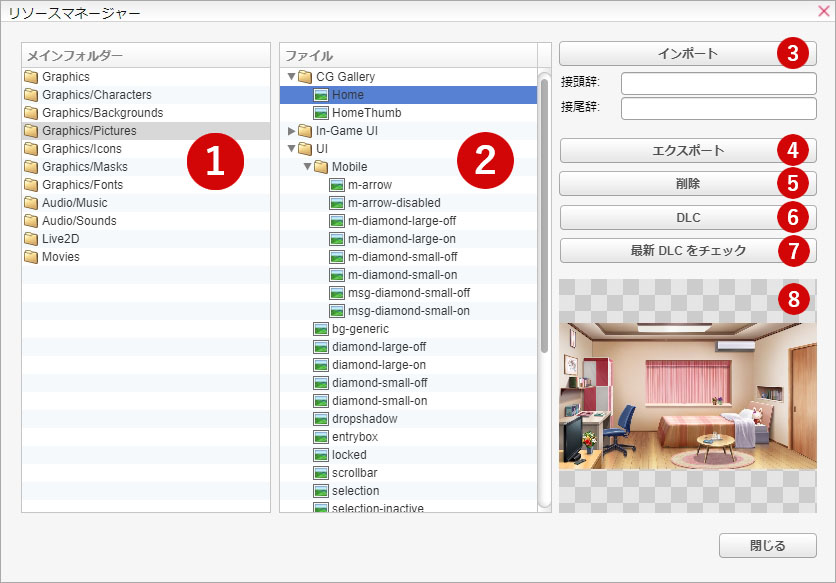 リソースマネージャー
メインフォルダー
Graphics
Graphics/Characters
Graphics/Backgrounds
Graphics/Pictures
Graphics/Icons
Graphics/Masks
Graphics/Fonts
Audio/Music
Audio/Sounds
Live2D
Movies
1
ファイル
CG Gallery
Home
HomeThumb
In-Game UI
UI
Mobile
m-arrow
m-arrow-disabled
m-diamond-large-off
m-diamond-large-on
m-diamond-small-off
m-diamond-small-on
msg-diamond-small-off
msg-diamond-small-on
bg-generic
diamond-large-off
diamond-large-on
diamond-small-off
diamond-small-on
dropshadow
entrybox
locked
scrollbar
selection
selection-inactive
2
インポート 3
接頭辞:
接尾辞:
エクスポート 4
削除 5
DLC 6
最新 DLC をチェック 7
8
閉じる